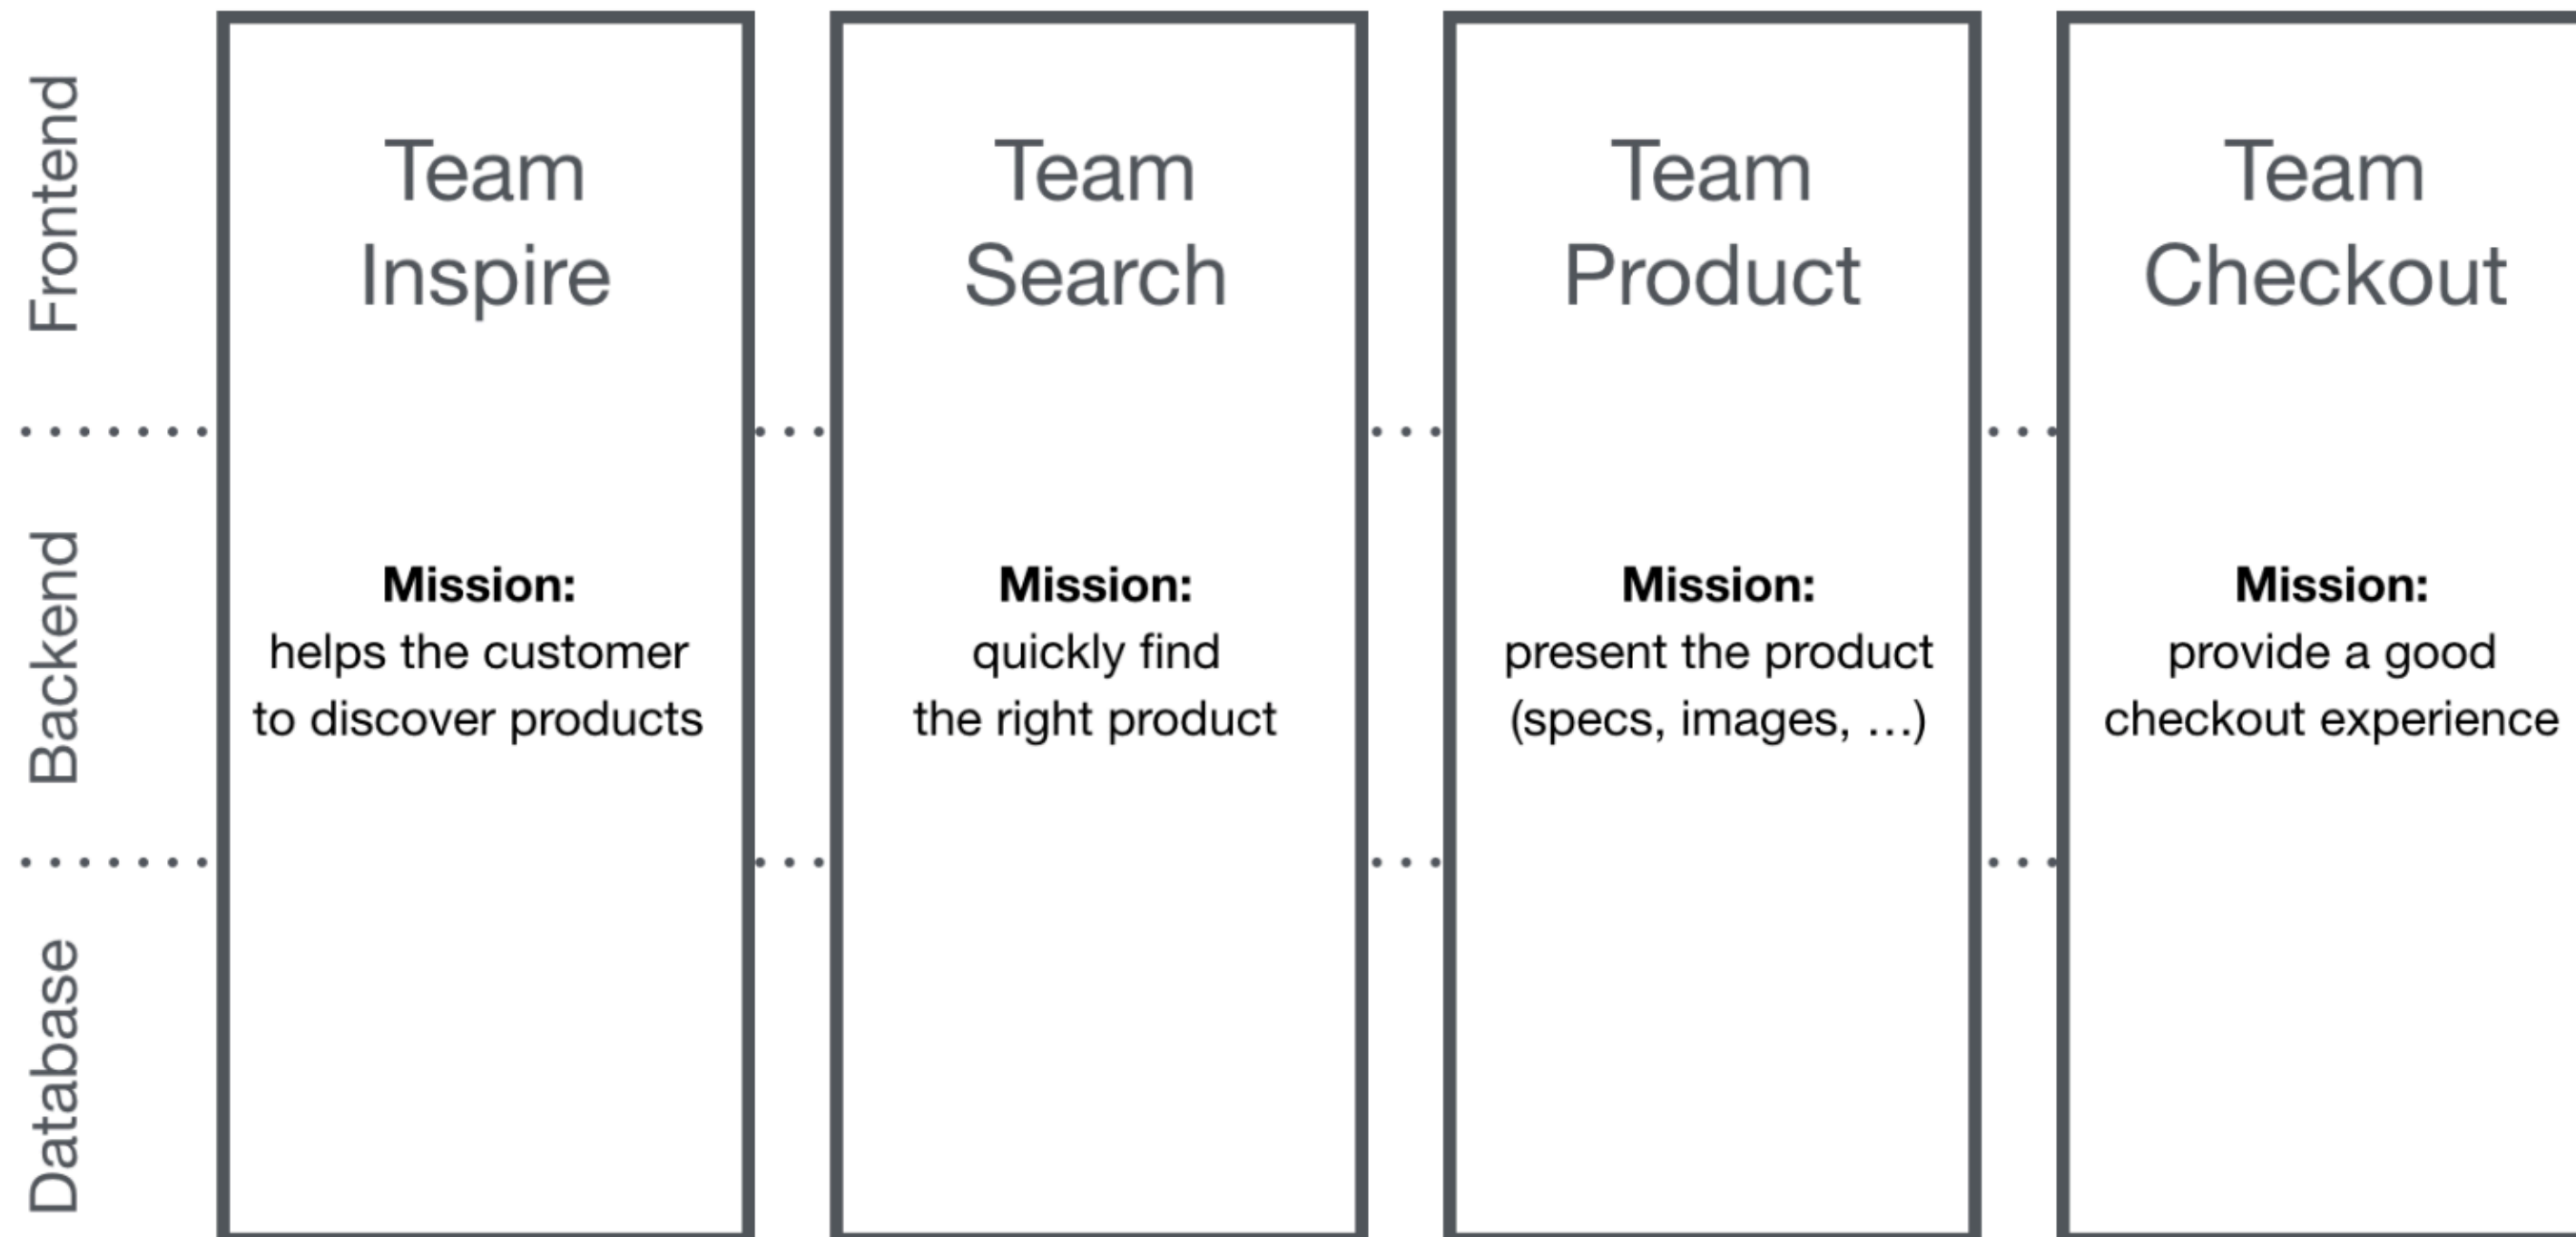 Frontend
Team
Inspire
Team
Search
Team
Product
Team
Checkout
Backend
Mission:
helps the customer
to discover products
Mission:
quickly find
the right product
Mission:
present the product
(specs, images, ...)
Mission:
provide a good
checkout experience
Database